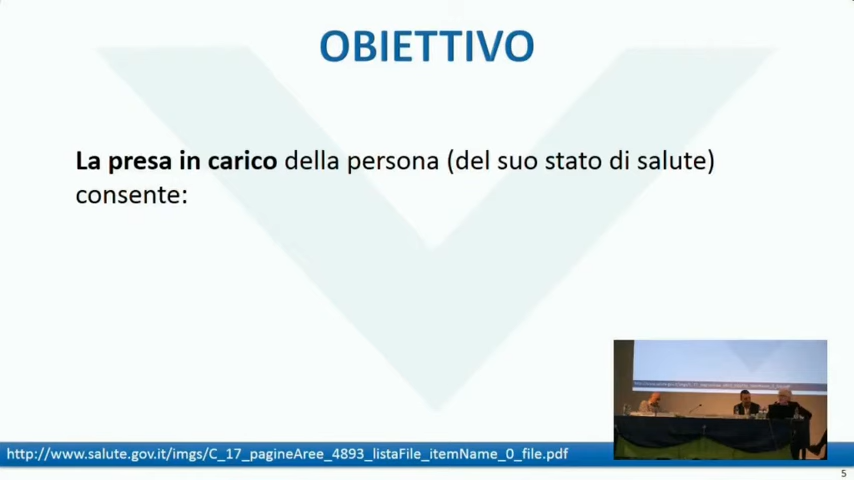 OBIETTIVO
La presa in carico della persona (del suo stato di salute)
consente:
http://www.salute.gov.it/imgs/C_17_pagineAree_4893_listaFile_itemName_0_file.pdf
5